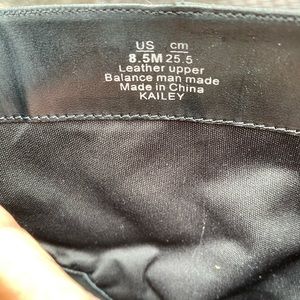 US cm
8.5M 25.5
Leather upper
Balance man made
Made in China
KAILEY